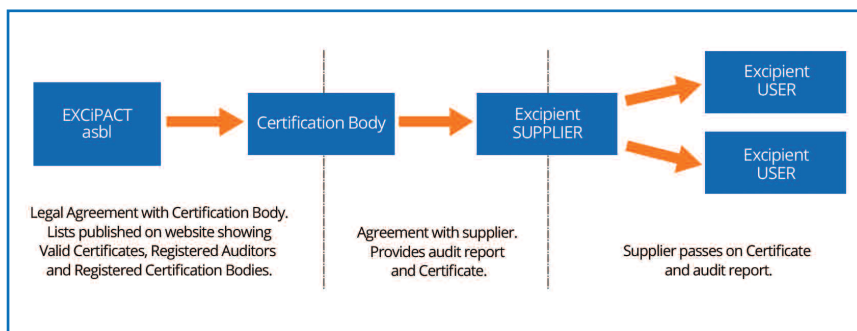 EXCiPACT
asbl
Certification Body
Excipient
SUPPLIER
Excipient
USER
Excipient
USER
Legal Agreement with Certification Body.
Lists published on website showing
Valid Certificates, Registered Auditors
and Registered Certification Bodies.
Agreement with supplier.
Provides audit report
and Certificate.
Supplier passes on Certificate
and audit report.